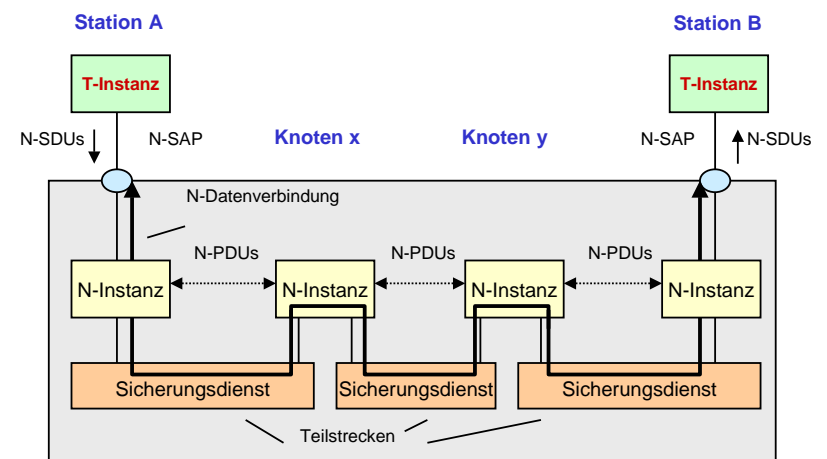 Station A
Station B
T-Instanz
T-Instanz
N-SDUs
N-SAP
Knoten x
Knoten y
N-SAP
N-SDUs
N-Datenverbindung
N-PDUs
N-PDUs
N-PDUs
N-Instanz
N-Instanz
N-Instanz
N-Instanz
Sicherungsdienst
Sicherungsdienst
Sicherungsdienst
Teilstrecken